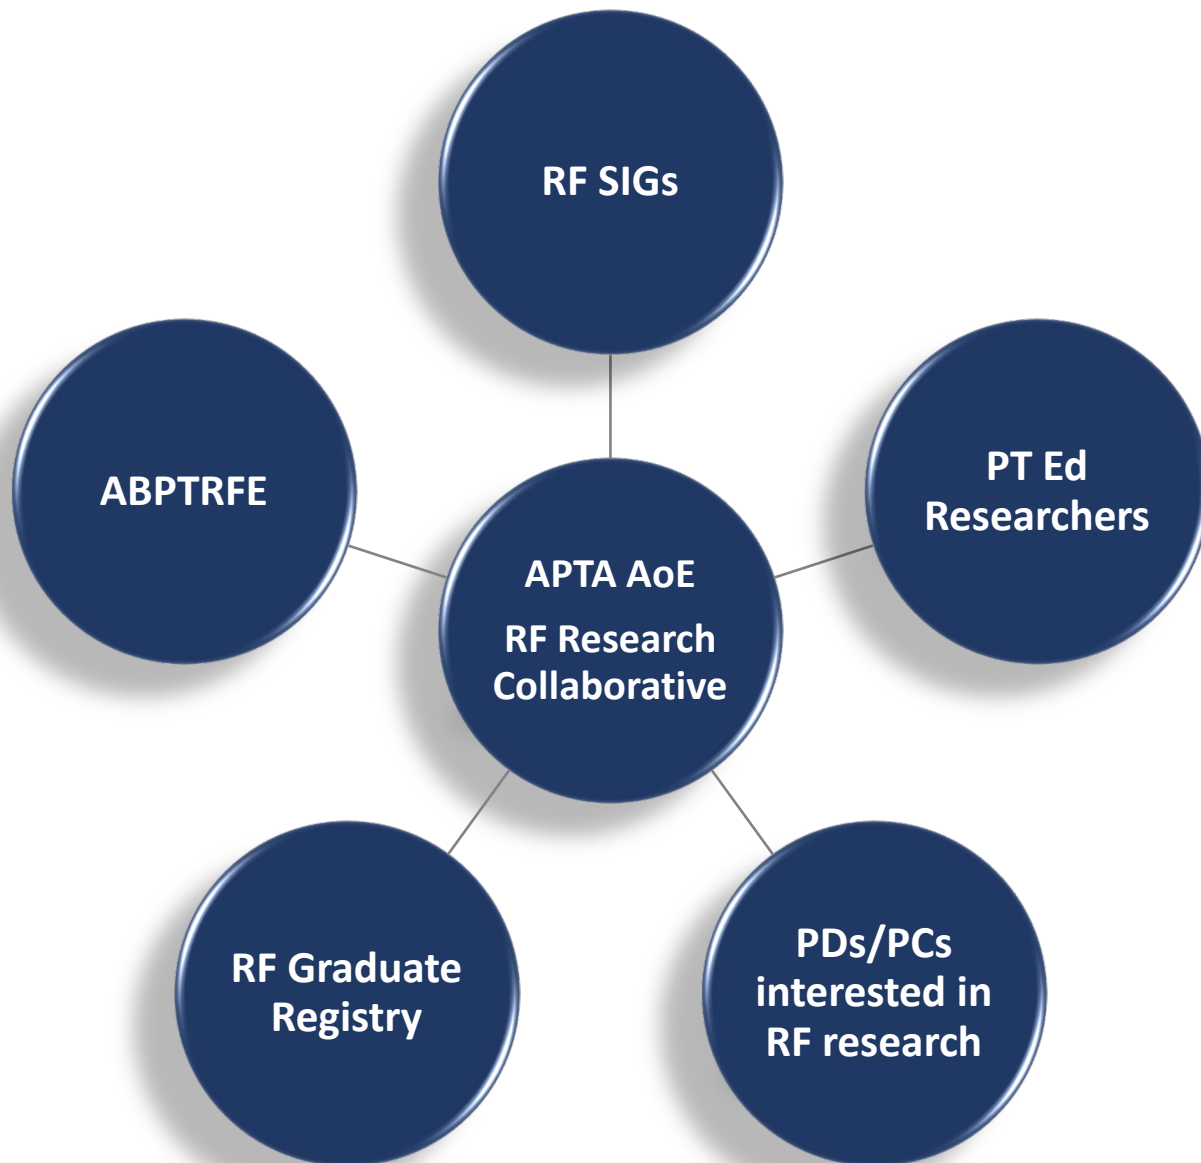 RF SIGs
PT Ed
Researchers
PDs/PCs
interested in
RF research
RF Graduate
Registry
ABPTRFE
APTA AoE
RF Research
Collaborative